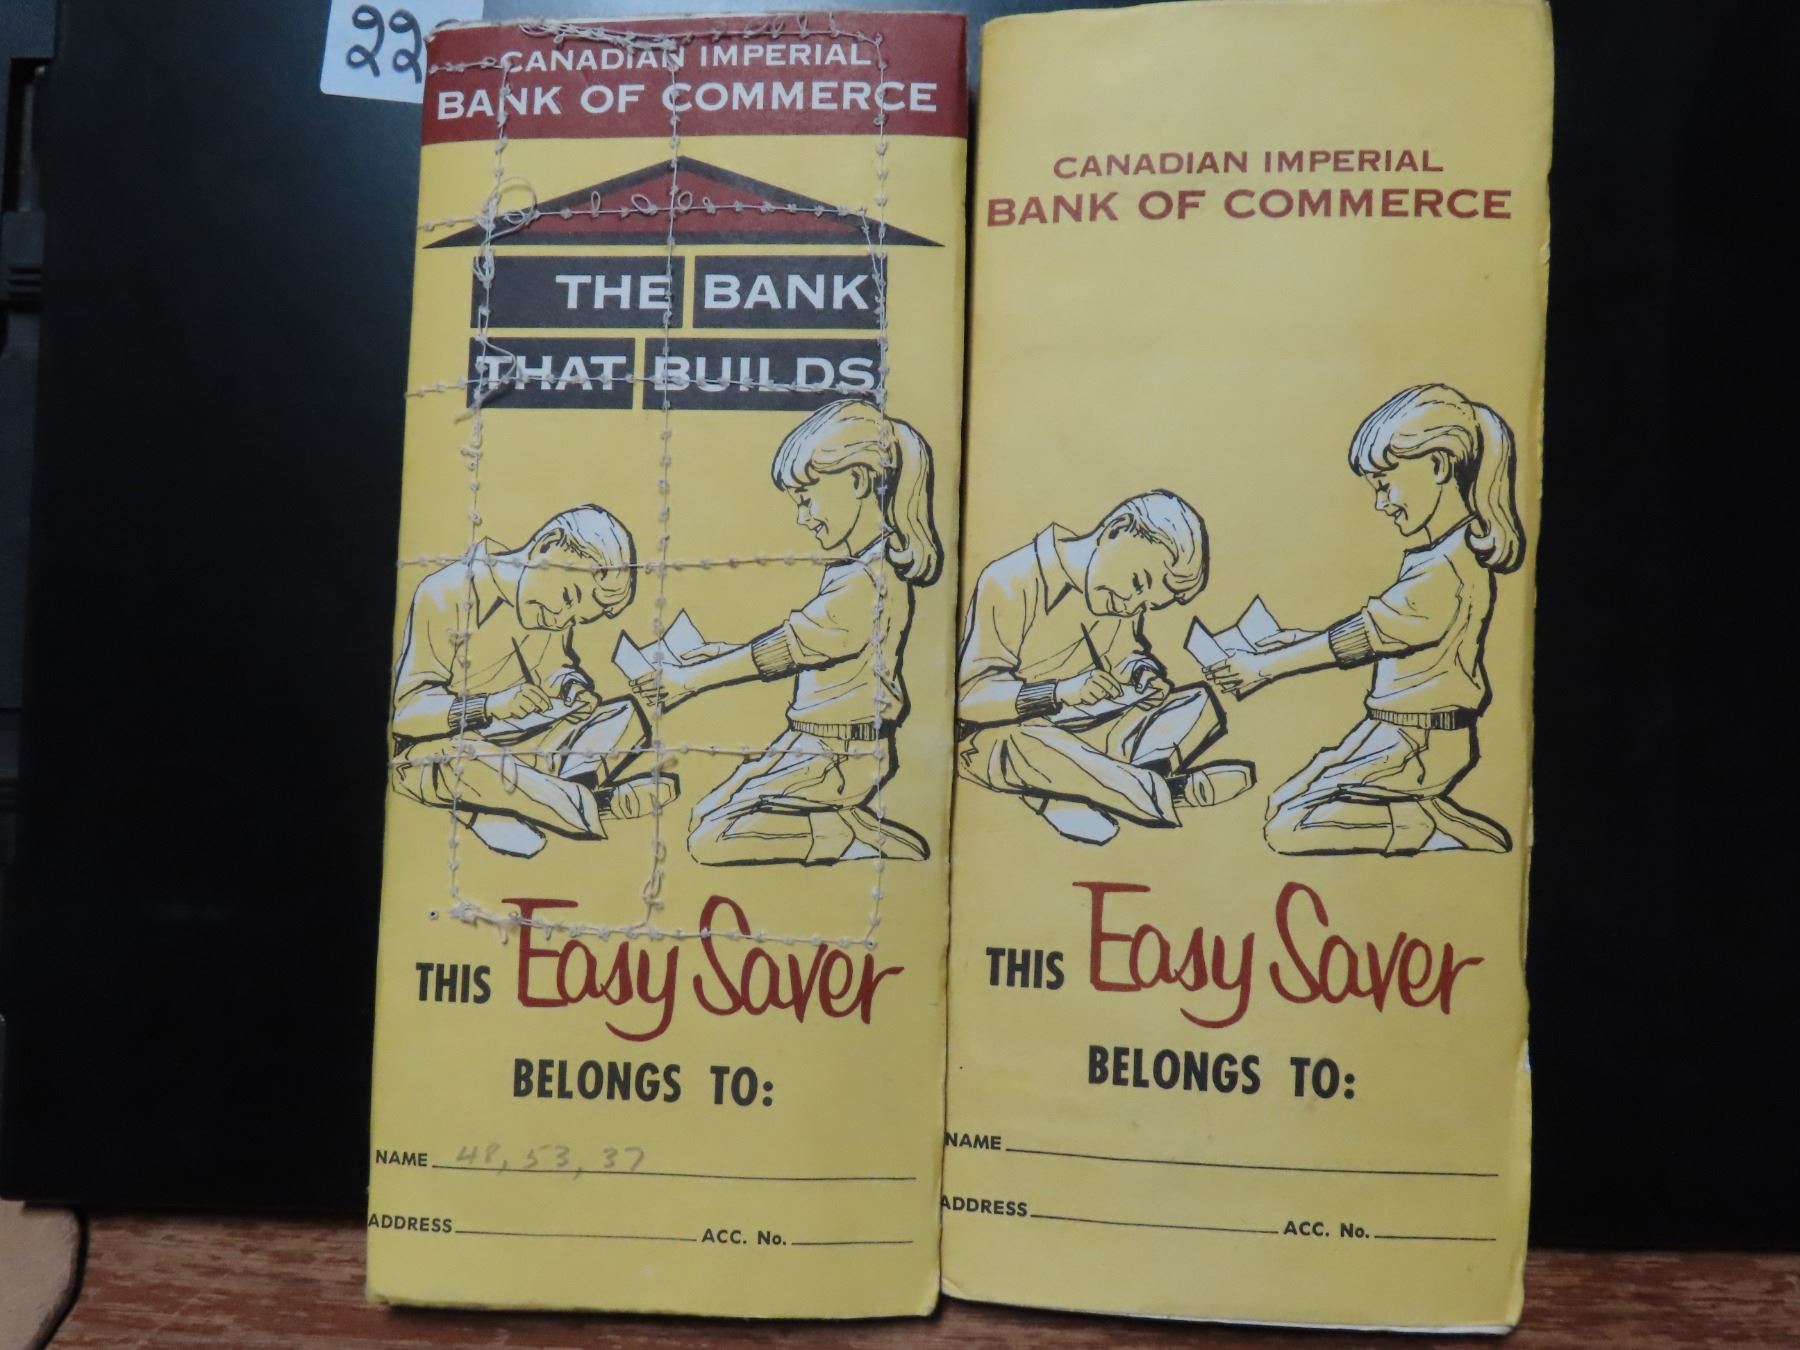 22
CANADIAN IMPERIAL
BANK OF COMMERCE
THE BANK
THAT BUILDS
THIS Easy Saver
BELONGS TO:
NAME 48, 53, 37
ADDRESS ACC. No.
CANADIAN IMPERIAL
BANK OF COMMERCE
THIS Easy Saver
BELONGS TO:
NAME
ADDRESS ACC. No.